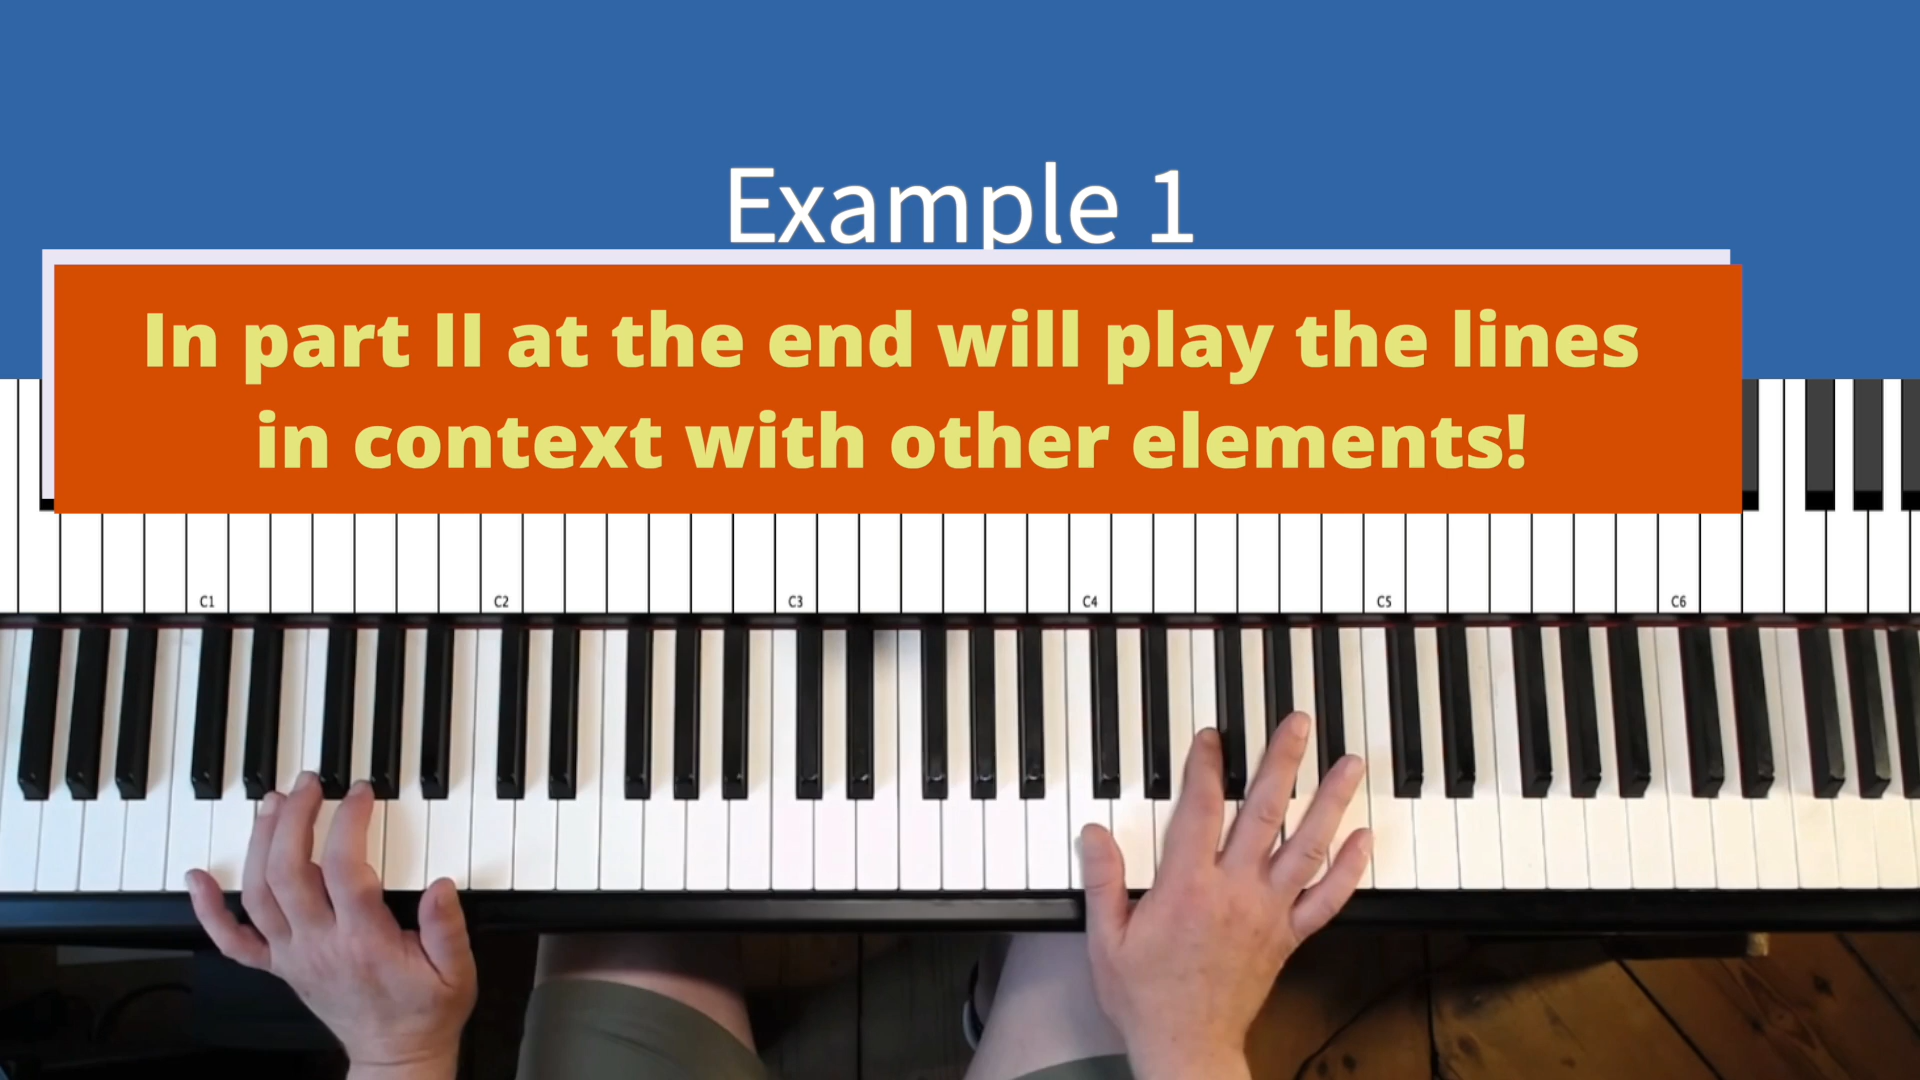 Example 1
In part II at the end will play the lines
in context with other elements!
C1 C2 C3 C4 C5 C6